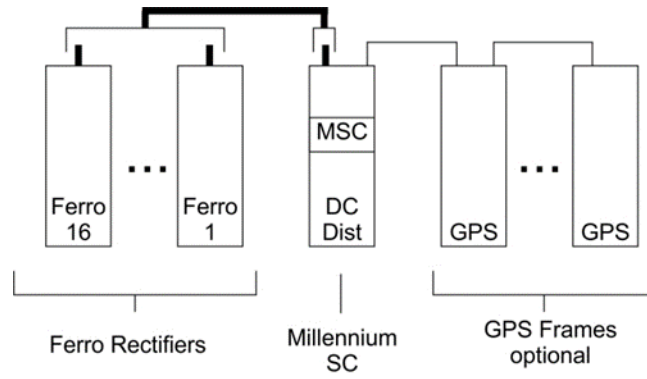 MSC
Ferro
16
Ferro
1
DC
Dist
GPS
GPS
Ferro Rectifiers
Millennium
SC
GPS Frames
optional